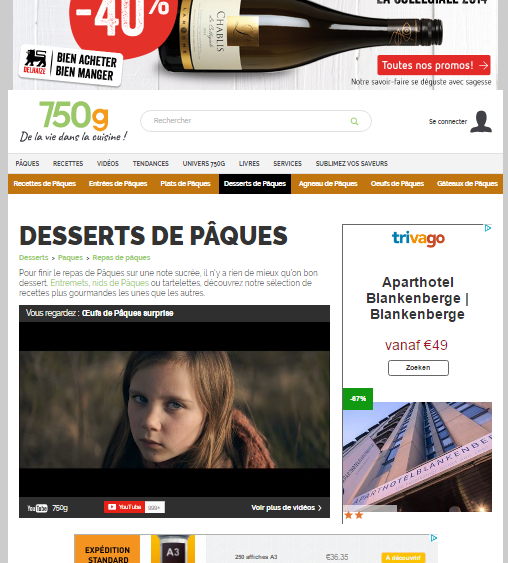 -40%
LA COLLEGIALE 2014
CHABLIS
DELHAIZE
BIEN ACHETER
BIEN MANGER
Toutes nos promos!
Notre savoir-faire se déguste avec sagesse
750g
De la vie dans la cuisine !
Rechercher
Se connecter
PÂQUES RECETTES VIDÉOS TENDANCES UNIVERS 750G LIVRES SERVICES SUBLIMEZ VOS SAVEURS
Recettes de Pâques Entrées de Pâques Plats de Pâques Desserts de Pâques Agneau de Pâques Oeufs de Pâques Gâteaux de Pâques
DESSERTS DE PÂQUES
Desserts > Paques > Repas de pâques
Pour finir le repas de Pâques sur une note sucrée, il n'y a rien de mieux qu'on bon
dessert. Entremets, nids de Pâques ou tartelettes, découvrez notre sélection de
recettes plus gourmandes les unes que les autres.
Vous regardez : Œufs de Pâques surprise
YouTube 750g
YouTube 999+
Voir plus de vidéos >
trivago
Aparthotel
Blankenberge |
Blankenberge
vanaf €49
Zoeken
-67%
APARTHOTELBLANKENBE
EXPÉDITION
STANDARD
A3
250 affiches A3
€36.35
A découvrir